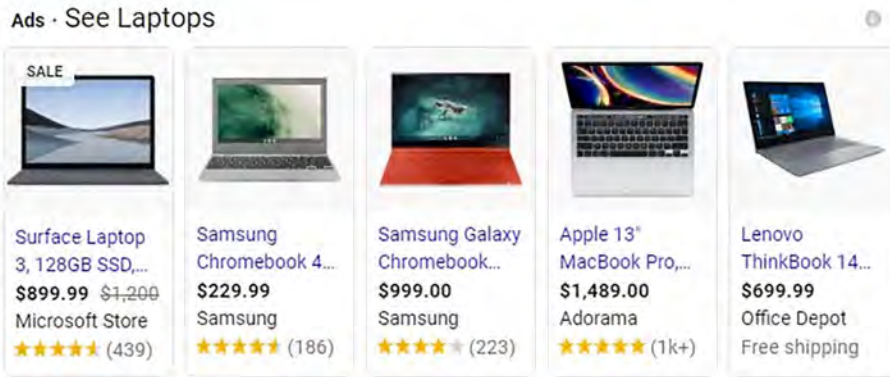 Ads · See Laptops
SALE
Surface Laptop
3, 128GB SSD,...
$899.99 $1,200
Microsoft Store
(439)
Samsung
Chromebook 4...
$229.99
Samsung
(186)
Samsung Galaxy
Chromebook...
$999.00
Samsung
(223)
Apple 13"
MacBook Pro,...
$1,489.00
Adorama
(1k+)
Lenovo
ThinkBook 14...
$699.99
Office Depot
Free shipping